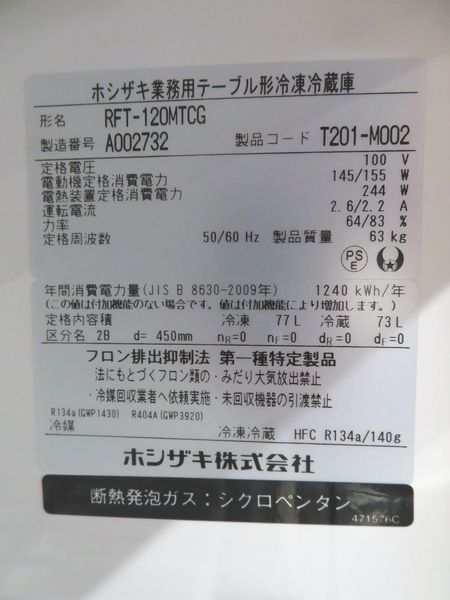 ホシザキ業務用テーブル形冷凍冷蔵庫
形名 RFT-120MTCG
製造番号 A002732 製品コード T201-M002
定格電圧 100 V
電動機定格消費電力 145/155 W
電熱装置定格消費電力 244 W
運転電流 2.6/2.2 A
力率 64/83 %
定格周波数 50/60 Hz 製品質量 63 kg
PS E
年間消費電力量(JIS B 8630-2009年) 1240 kWh/年
(この値は付加機能のない場合です。値は付加機能により増加します。)
定格内容積 冷凍 77L 冷蔵 73L
区分名 2B d= 450mm nR=0 nF=0 dR=0 dF=0
フロン排出抑制法 第一種特定製品
法にもとづくフロン類の・みだり大気放出禁止
・冷媒回収業者へ依頼実施・未回収機器の引渡禁止
R134a(GWP1430) R404A(GWP3920)
冷媒 冷凍冷蔵 HFC R134a/140g
ホシザキ株式会社
断熱発泡ガス：シクロペンタン
471576C